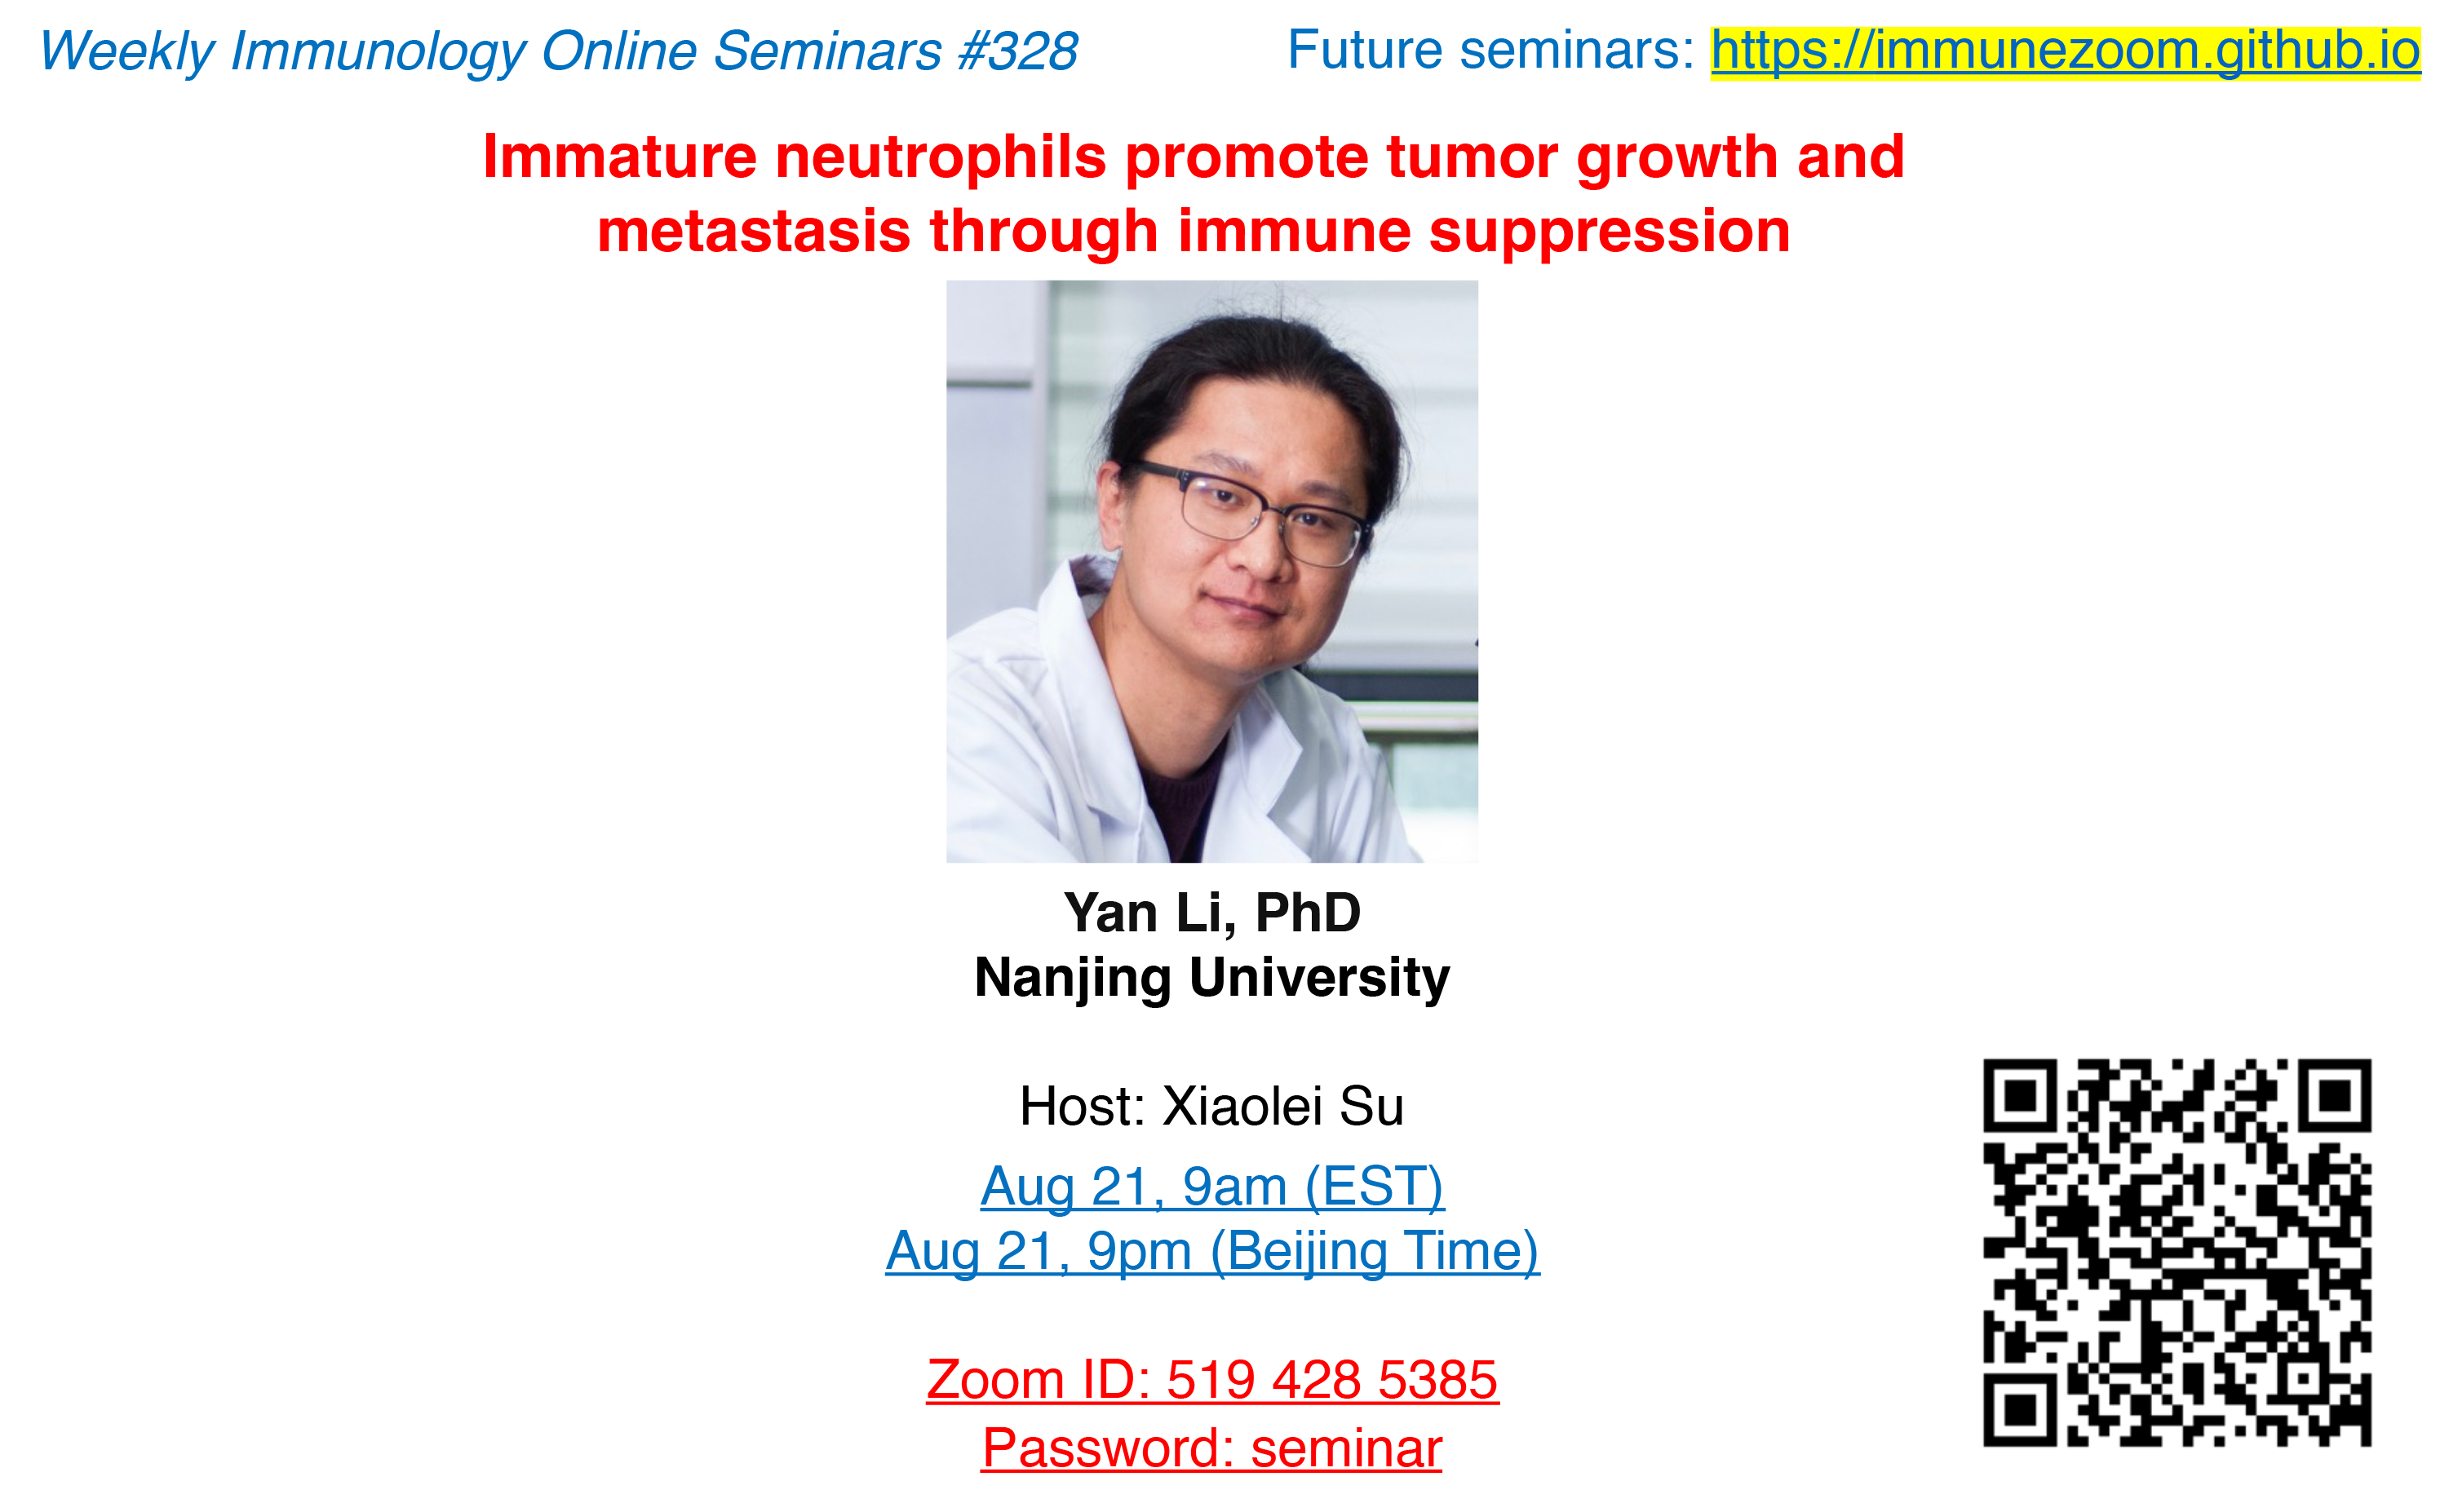 Weekly Immunology Online Seminars #328
Future seminars: https://immunezoom.github.io
Immature neutrophils promote tumor growth and
metastasis through immune suppression
Yan Li, PhD
Nanjing University
Host: Xiaolei Su
Aug 21, 9am (EST)
Aug 21, 9pm (Beijing Time)
Zoom ID: 519 428 5385
Password: seminar